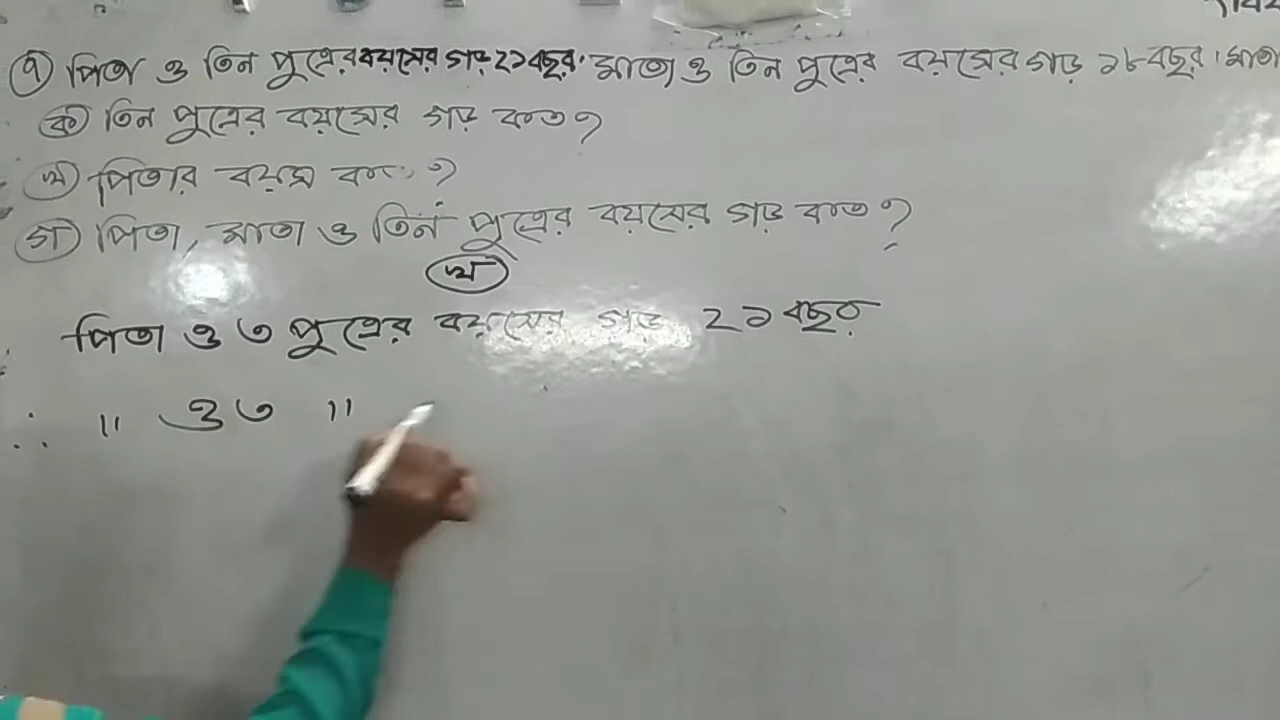 ৭) পিতা ও তিন পুত্রের বয়সের গড় ২১ বছর। মাতা ও তিন পুত্রের বয়সের গড় ১৮ বছর। মাতা
ক) তিন পুত্রের বয়সের গড় কত?
খ) পিতার বয়স কত?
গ) পিতা, মাতা ও তিন পুত্রের বয়সের গড় কত?
খ
পিতা ও ৩ পুত্রের বয়সের গড় ২১ বছর
∴ " ও ৩ "